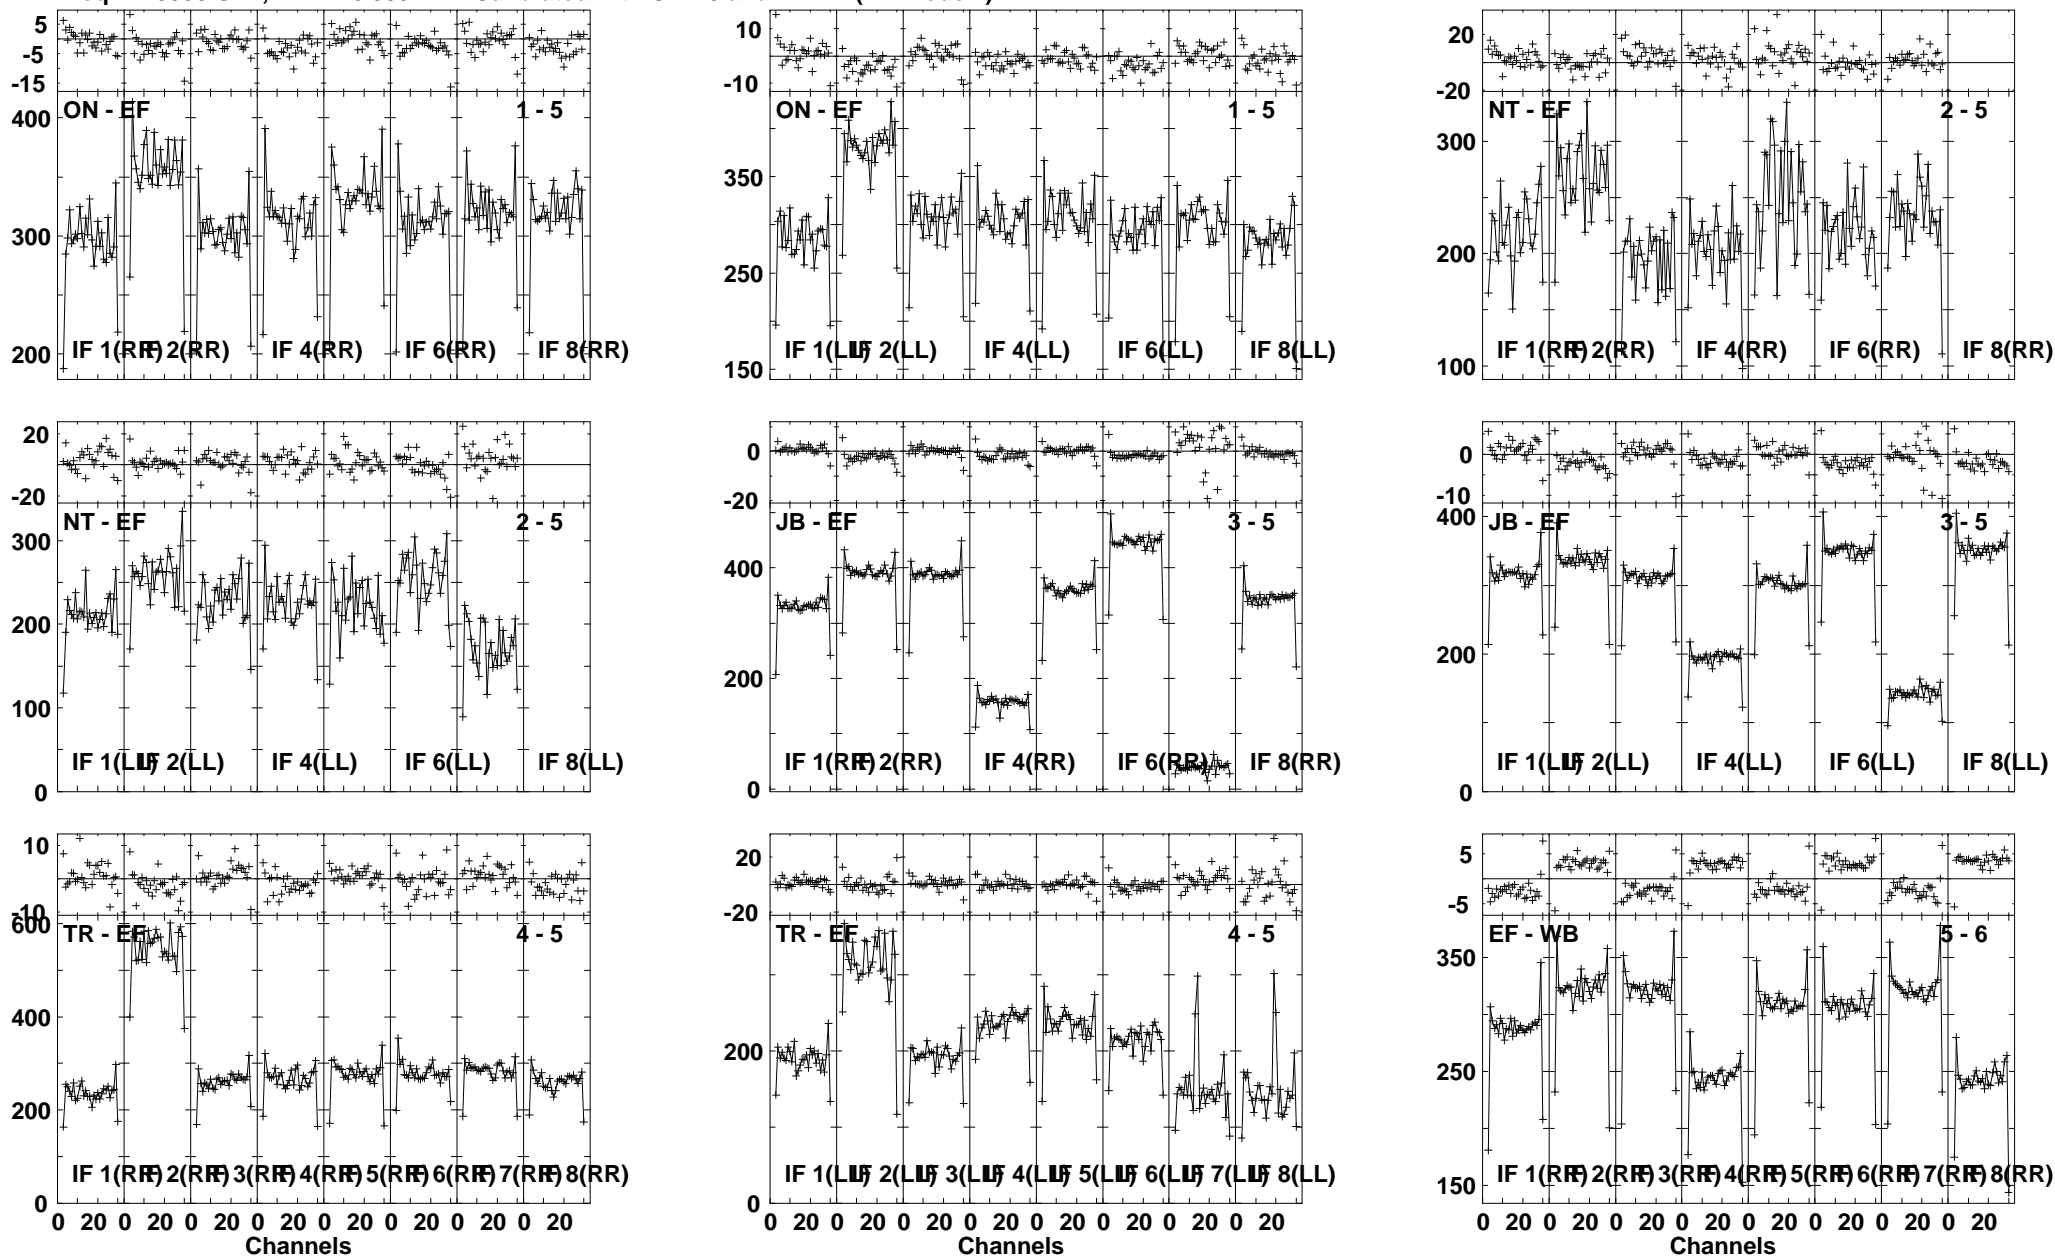 5
-5
-15
ON - EF 1 - 5
400
300
200
IF 1(RR) IF 2(RR) IF 4(RR) IF 6(RR) IF 8(RR)
10
0
-10
ON - EF 1 - 5
350
250
150
IF 1(LL) IF 2(LL) IF 4(LL) IF 6(LL) IF 8(LL)
20
0
-20
NT - EF 2 - 5
300
200
100
IF 1(RR) IF 2(RR) IF 4(RR) IF 6(RR) IF 8(RR)
20
0
-20
NT - EF 2 - 5
300
200
100
0
IF 1(LL) IF 2(LL) IF 4(LL) IF 6(LL) IF 8(LL)
0
-20
JB - EF 3 - 5
400
200
0
IF 1(RR) IF 2(RR) IF 4(RR) IF 6(RR) IF 8(RR)
0
-10
JB - EF 3 - 5
400
200
0
IF 1(LL) IF 2(LL) IF 4(LL) IF 6(LL) IF 8(LL)
10
0
-10
TR - EF 4 - 5
600
400
200
0
IF 1(RR) IF 2(RR) IF 3(RR) IF 4(RR) IF 5(RR) IF 6(RR) IF 7(RR) IF 8(RR)
0 20 0 20 0 20 0 20 0 20 0 20 0 20 0 20
Channels
20
0
-20
TR - EF 4 - 5
200
0
IF 1(LL) IF 2(LL) IF 3(LL) IF 4(LL) IF 5(LL) IF 6(LL) IF 7(LL) IF 8(LL)
0 20 0 20 0 20 0 20 0 20 0 20 0 20 0 20
Channels
5
-5
EF - WB 5 - 6
350
250
150
IF 1(RR) IF 2(RR) IF 3(RR) IF 4(RR) IF 5(RR) IF 6(RR) IF 7(RR) IF 8(RR)
0 20 0 20 0 20 0 20 0 20 0 20 0 20 0 20
Channels